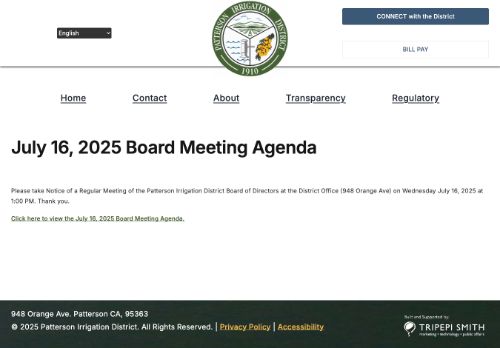 English
PATTERSON IRRIGATION DISTRICT
1910
CONNECT with the District
BILL PAY
Home
Contact
About
Transparency
Regulatory
July 16, 2025 Board Meeting Agenda
Please take Notice of a Regular Meeting of the Patterson Irrigation District Board of Directors at the District Office (948 Orange Ave) on Wednesday July 16, 2025 at
1:00 PM. Thank you.
Click here to view the July 16, 2025 Board Meeting Agenda.
948 Orange Ave. Patterson CA, 95363
© 2025 Patterson Irrigation District. All Rights Reserved. | Privacy Policy | Accessibility
Built and Supported by:
TRIPEPI SMITH
marketing • technology • public affairs